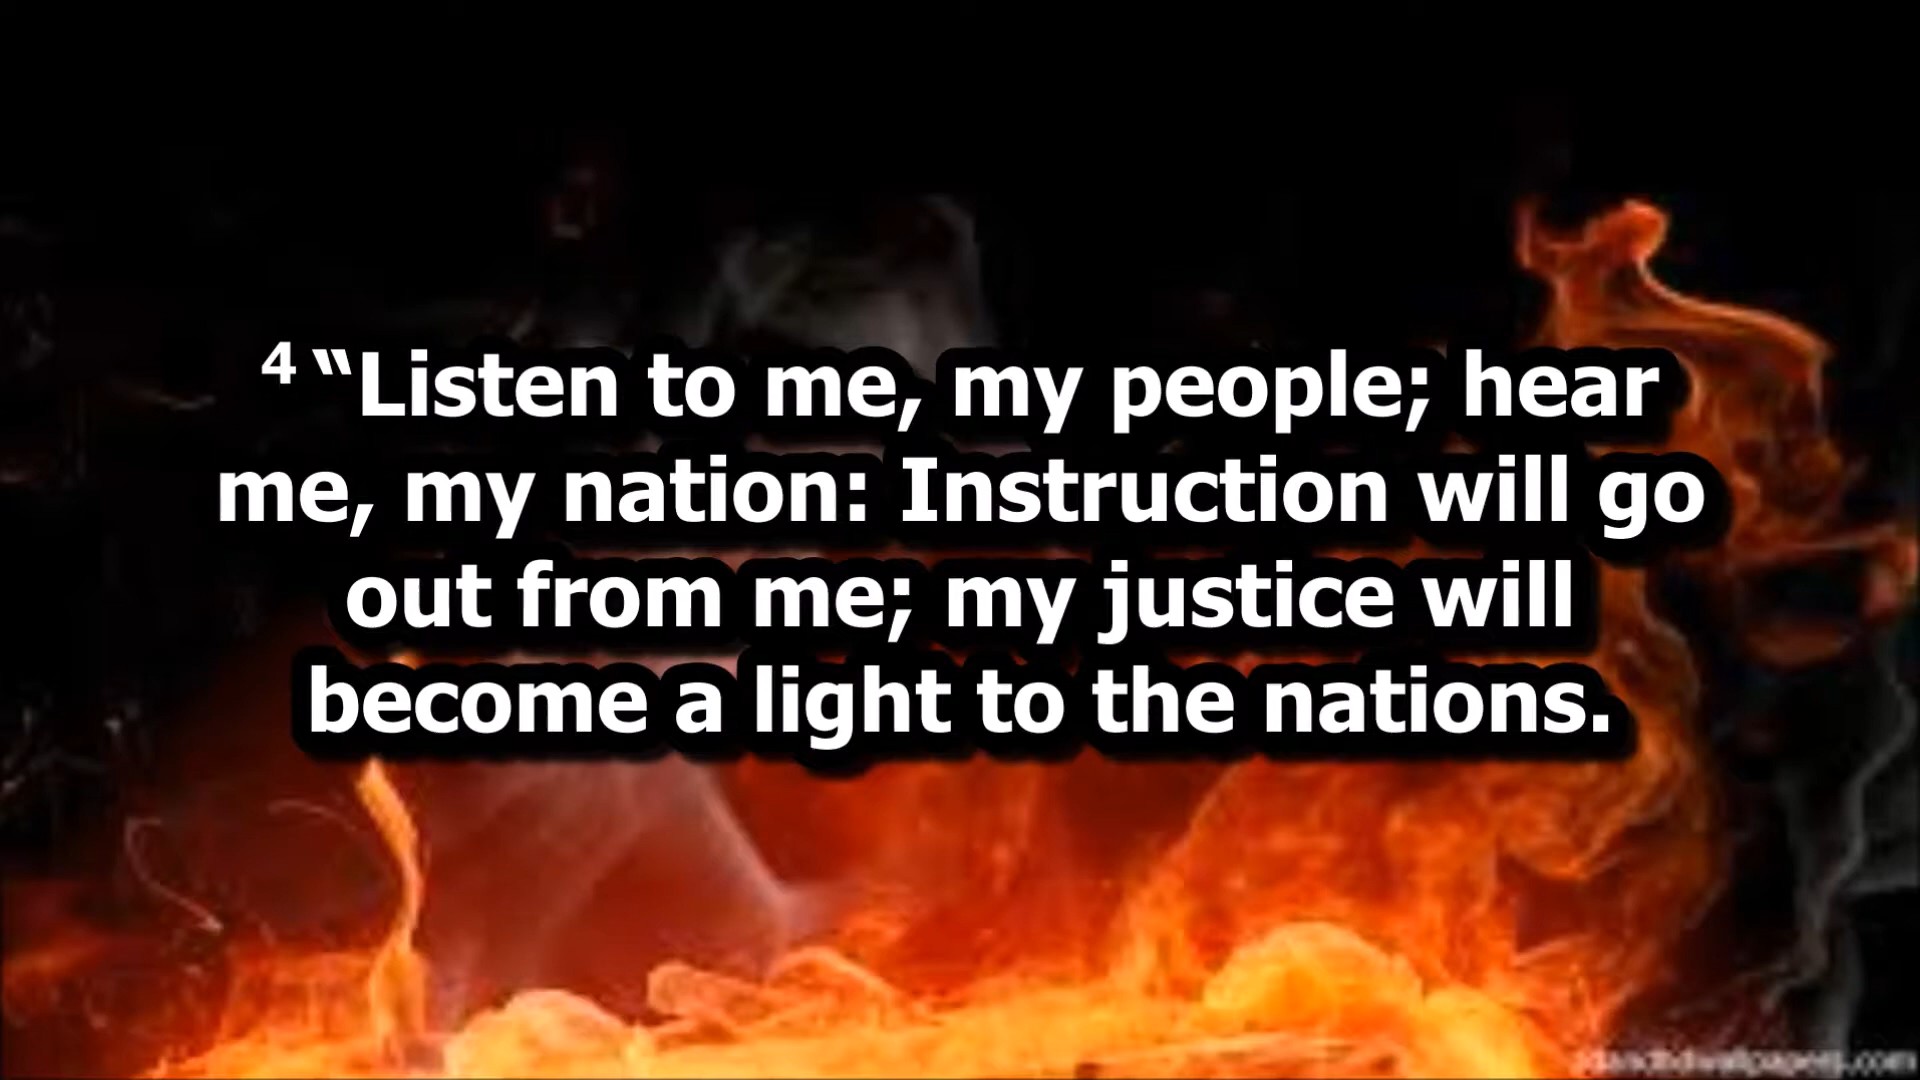 4 “Listen to me, my people; hear
me, my nation: Instruction will go
out from me; my justice will
become a light to the nations.